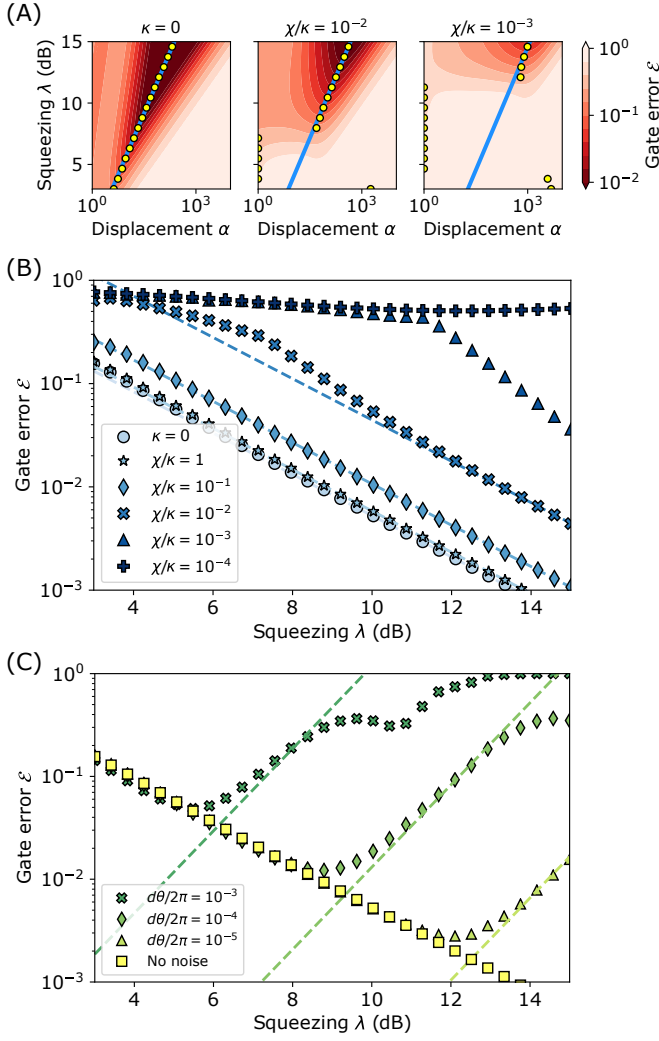 (A)
κ = 0
χ/κ = 10⁻²
χ/κ = 10⁻³
Squeezing λ (dB)
15
10
5
10⁰ 10³
10⁰ 10³
10⁰ 10³
Displacement α
Displacement α
Displacement α
10⁰
10⁻¹
10⁻²
Gate error ℰ
(B)
Gate error ℰ
10⁰
10⁻¹
10⁻²
10⁻³
κ = 0
χ/κ = 1
χ/κ = 10⁻¹
χ/κ = 10⁻²
χ/κ = 10⁻³
χ/κ = 10⁻⁴
4 6 8 10 12 14
Squeezing λ (dB)
(C)
Gate error ℰ
10⁰
10⁻¹
10⁻²
10⁻³
dθ/2π = 10⁻³
dθ/2π = 10⁻⁴
dθ/2π = 10⁻⁵
No noise
4 6 8 10 12 14
Squeezing λ (dB)